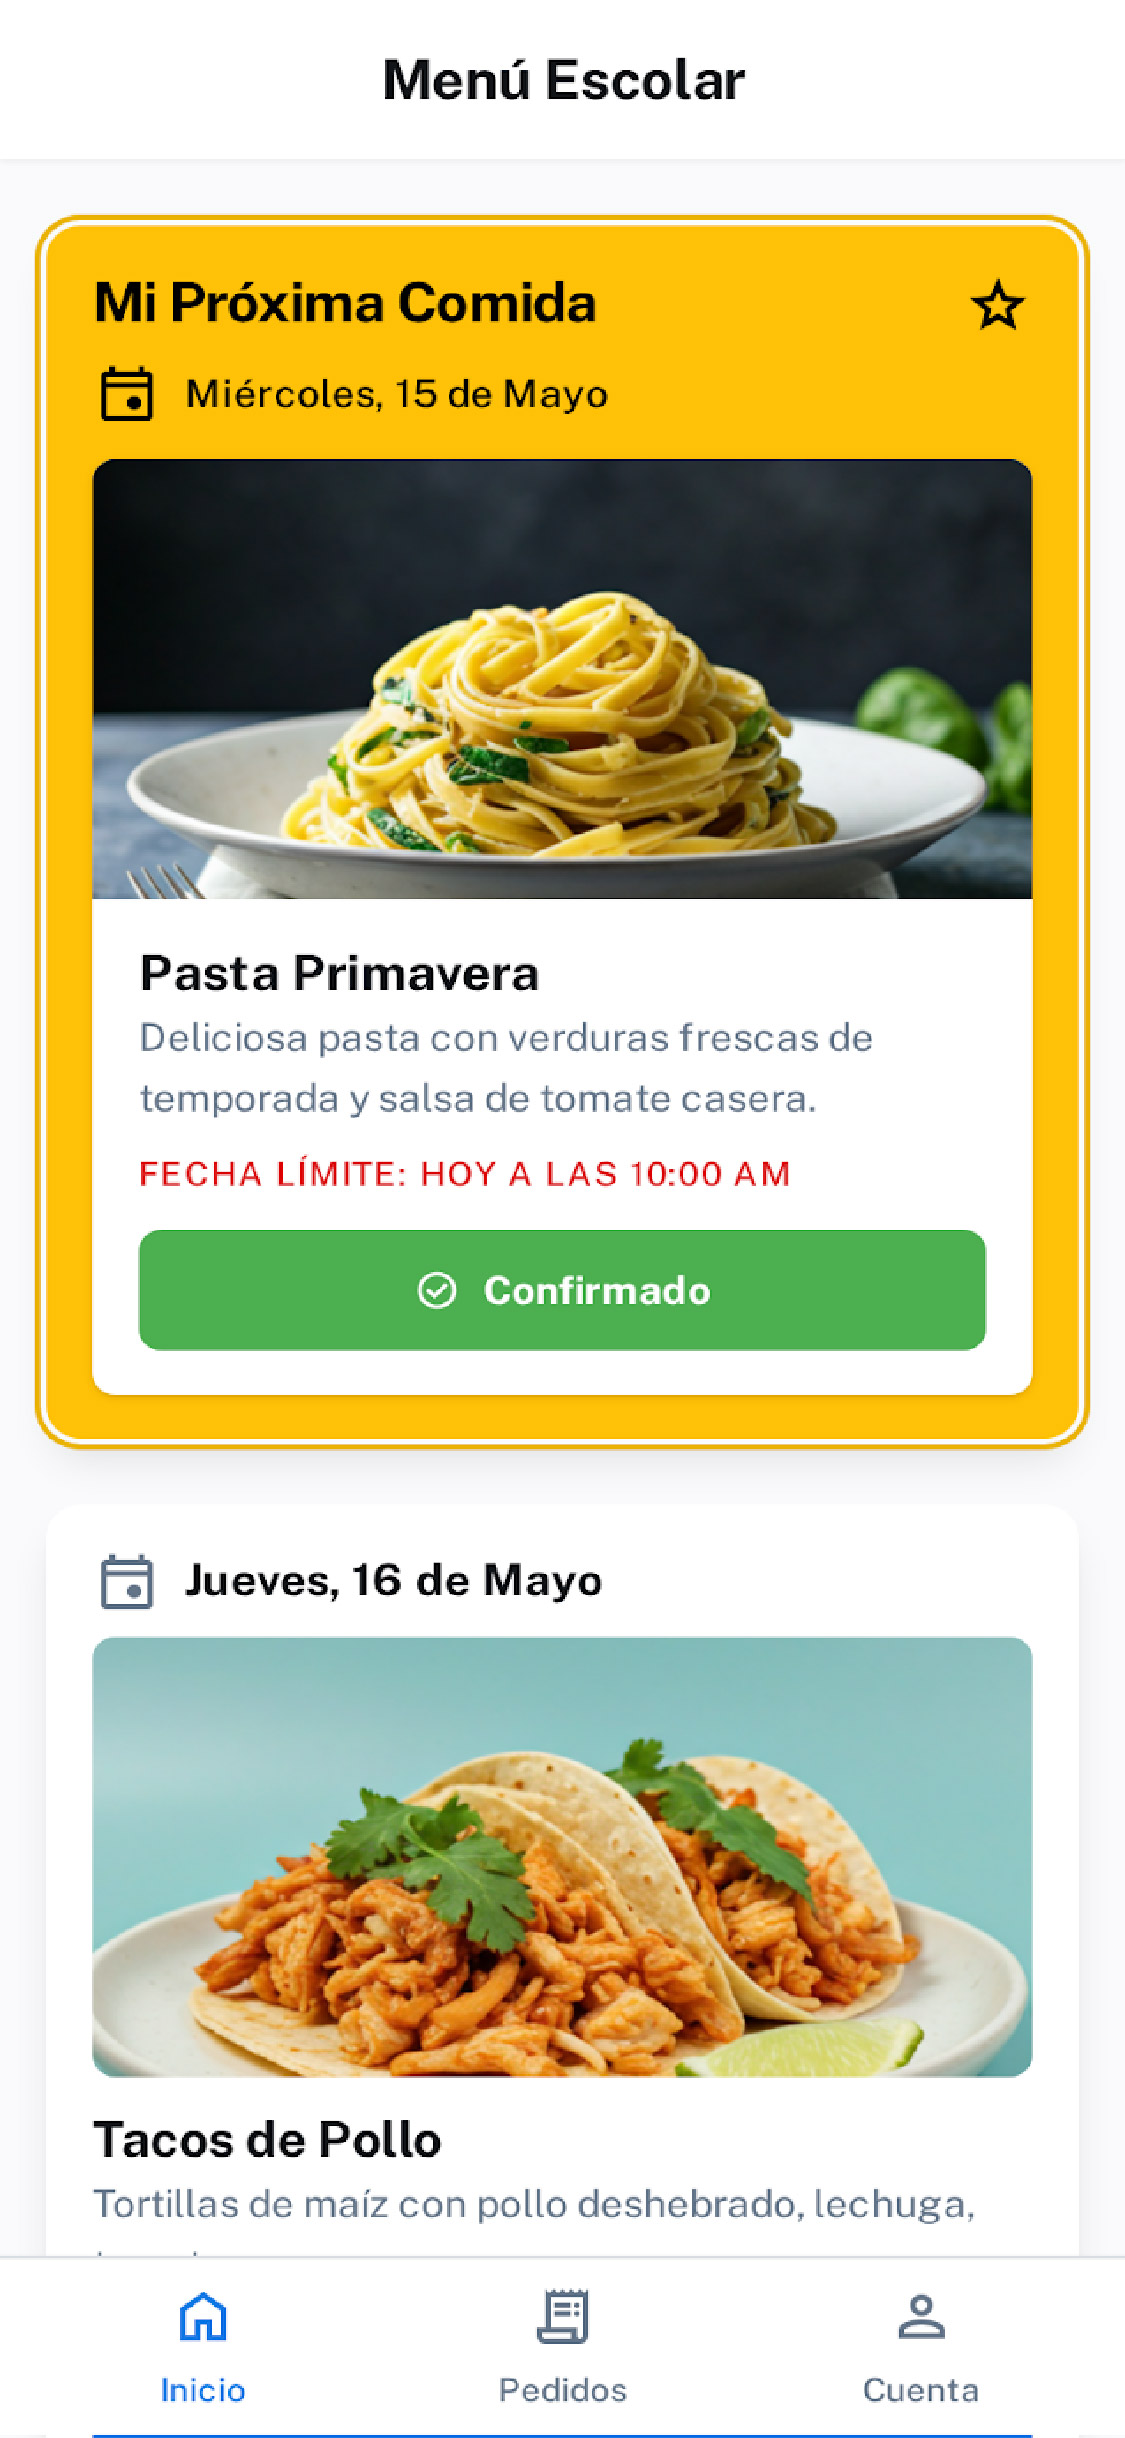 Menú Escolar
Mi Próxima Comida
Miércoles, 15 de Mayo
Pasta Primavera
Deliciosa pasta con verduras frescas de
temporada y salsa de tomate casera.
FECHA LÍMITE: HOY A LAS 10:00 AM
Confirmado
Jueves, 16 de Mayo
Tacos de Pollo
Tortillas de maíz con pollo deshebrado, lechuga,
Inicio
Pedidos
Cuenta